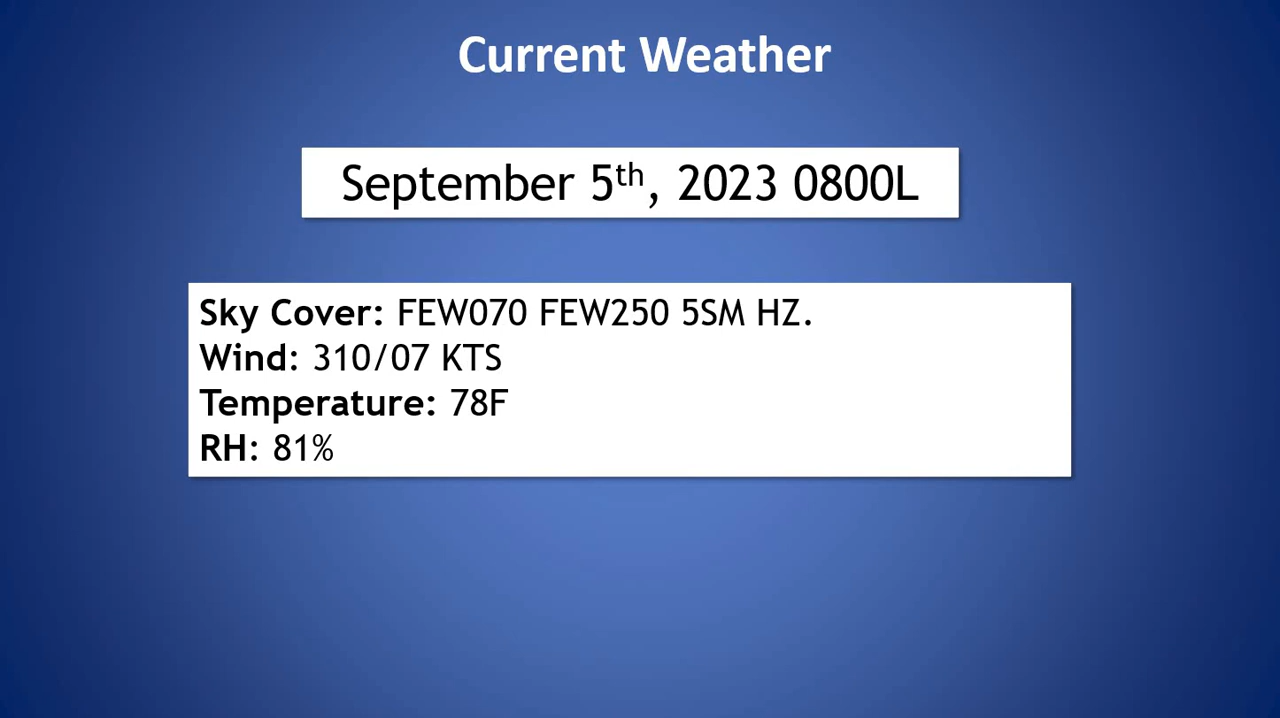 Current Weather
September 5th, 2023 0800L
Sky Cover: FEW070 FEW250 5SM HZ.
Wind: 310/07 KTS
Temperature: 78F
RH: 81%